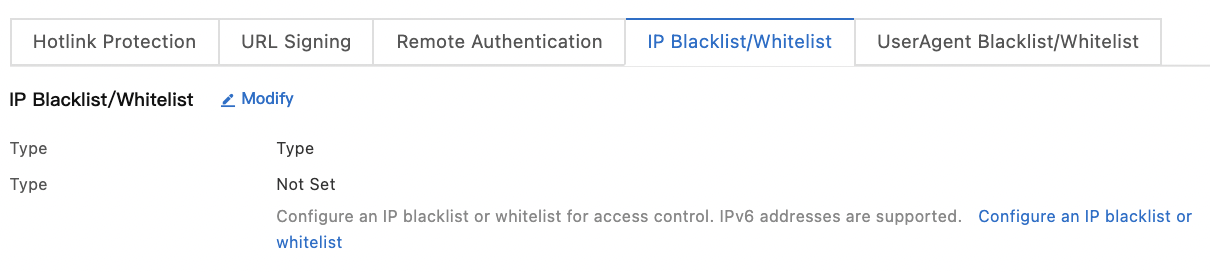 Hotlink Protection URL Signing Remote Authentication IP Blacklist/Whitelist UserAgent Blacklist/Whitelist
IP Blacklist/Whitelist Modify
Type Type
Type Not Set
Configure an IP blacklist or whitelist for access control. IPv6 addresses are supported. Configure an IP blacklist or
whitelist